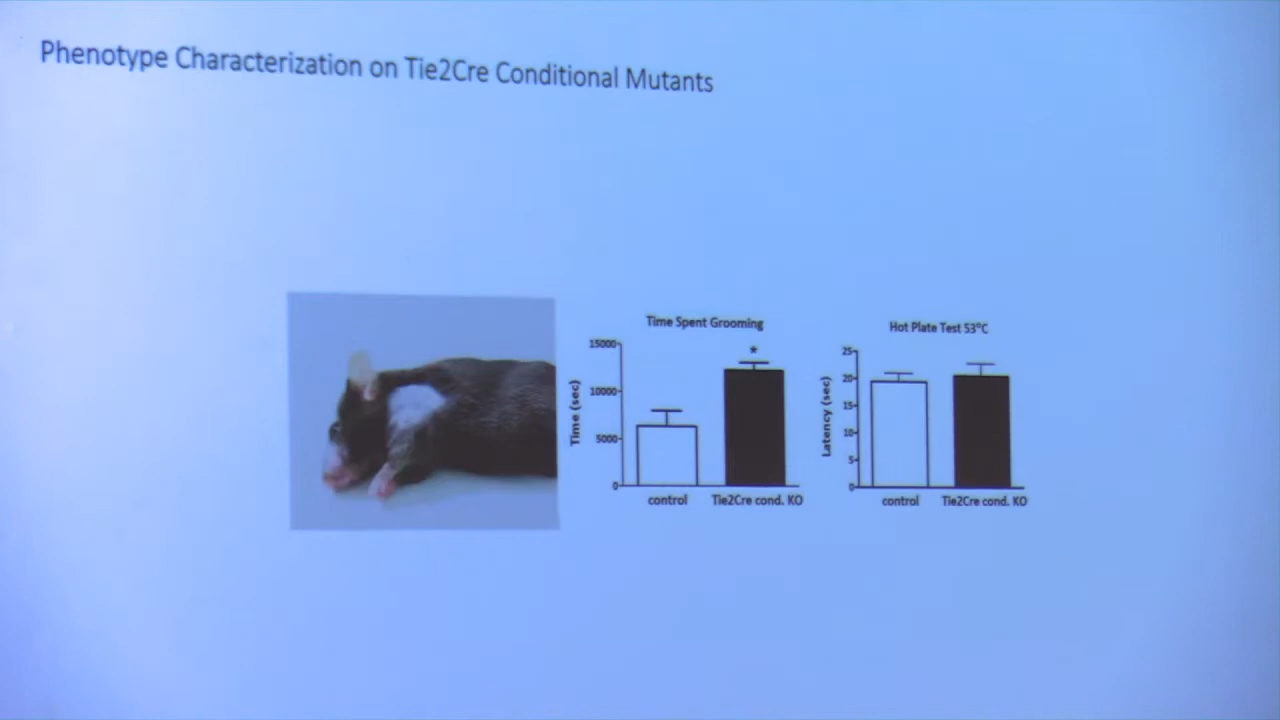 Phenotype Characterization on Tie2Cre Conditional Mutants
Time Spent Grooming
Time (sec)
15000
10000
5000
0
*
control
Tie2Cre cond. KO
Hot Plate Test 53°C
Latency (sec)
25
20
15
10
5
0
control
Tie2Cre cond. KO